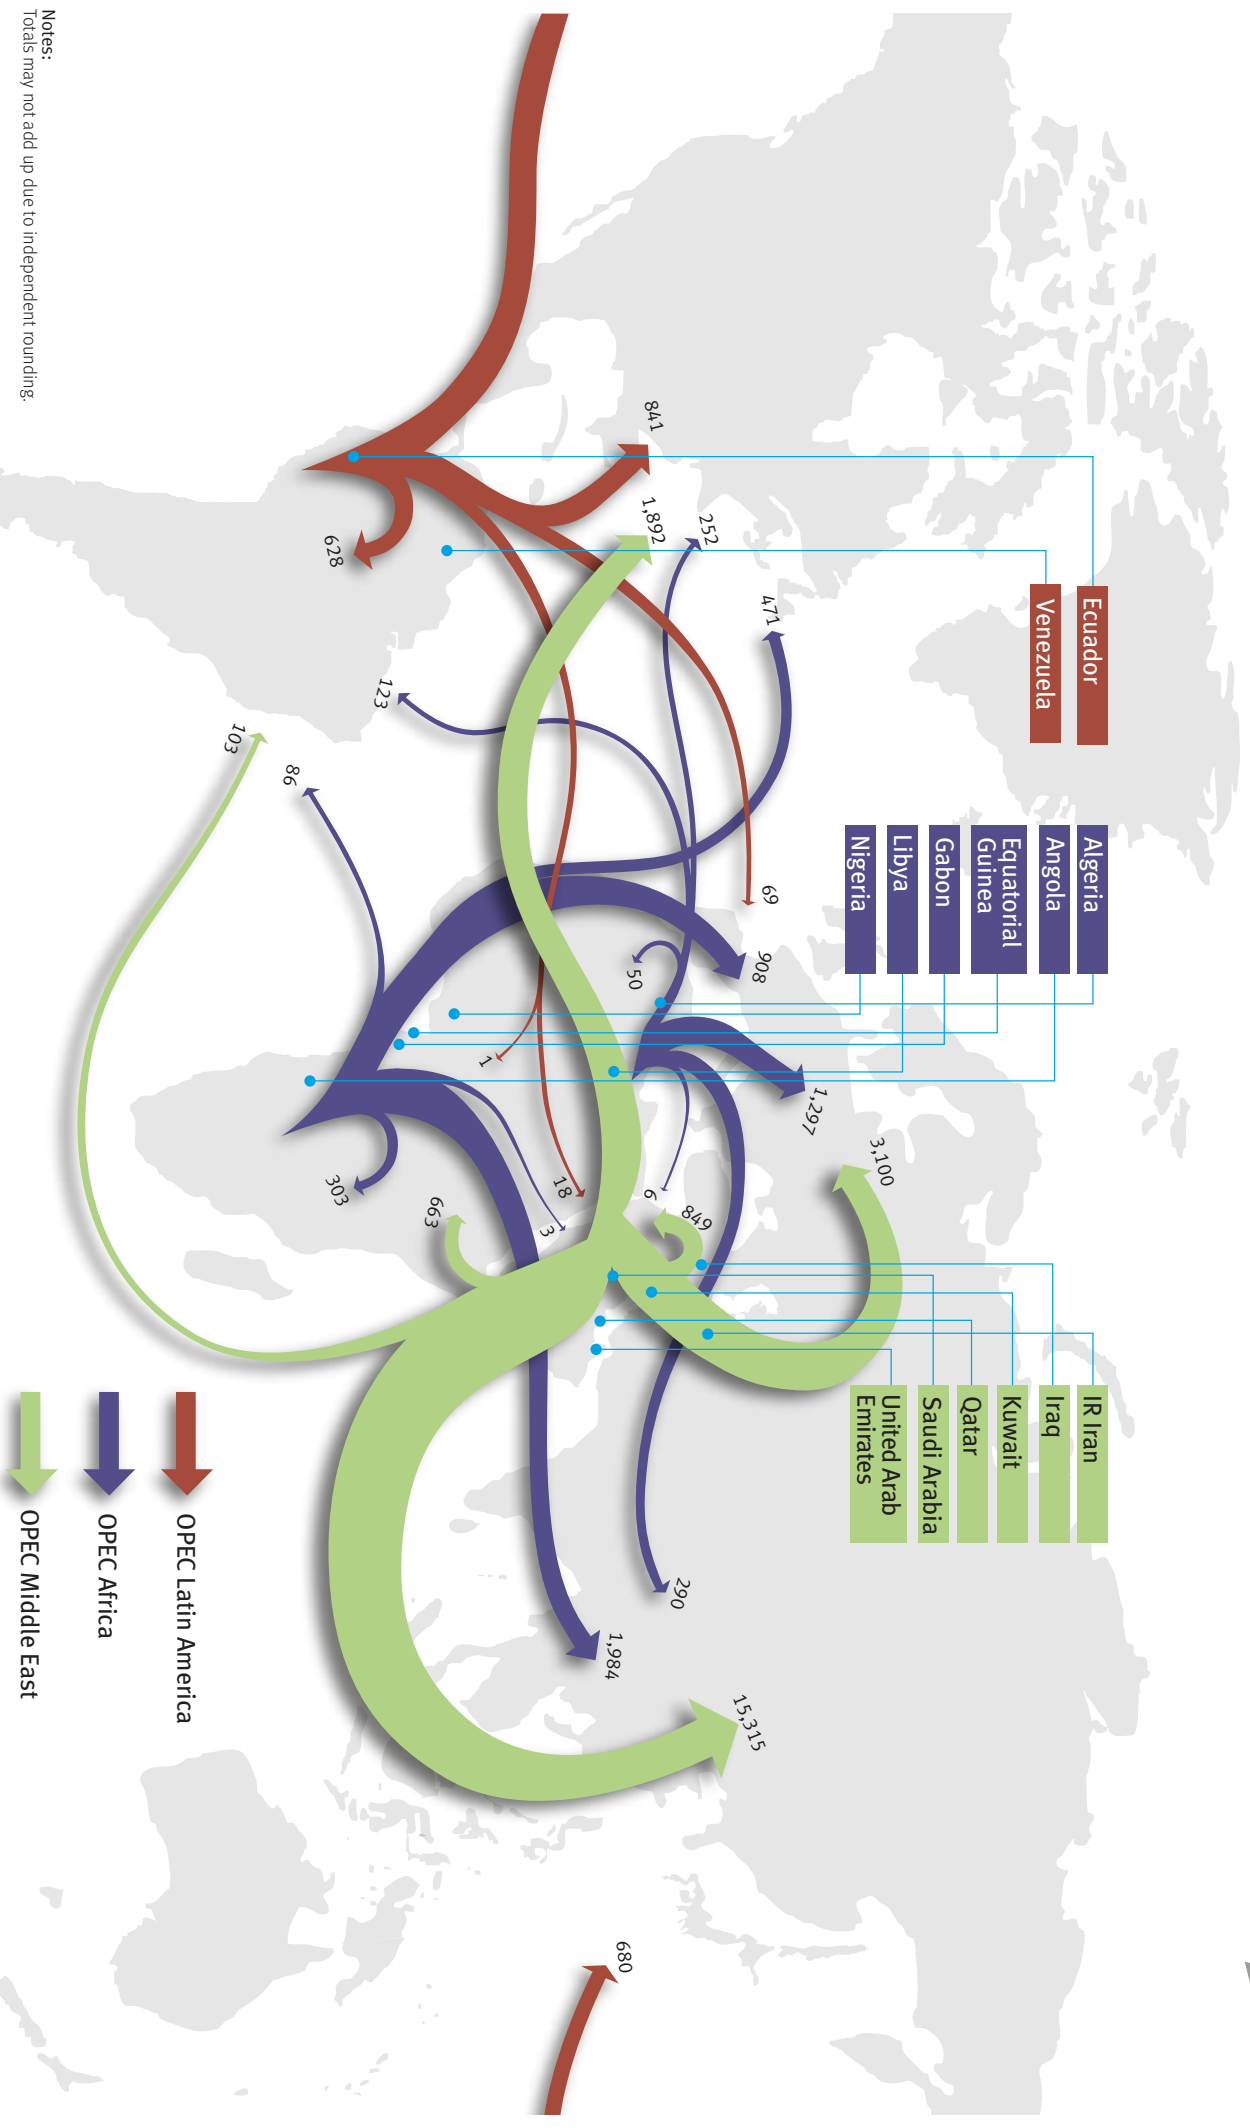 Ecuador
Venezuela
Algeria
Angola
Equatorial
Guinea
Gabon
Libya
Nigeria
IR Iran
Iraq
Kuwait
Qatar
Saudi Arabia
United Arab
Emirates
841
1,892
252
471
628
123
103
86
69
908
50
1
1,297
3,100
6
849
18
3
303
663
290
1,984
15,315
680
OPEC Latin America
OPEC Africa
OPEC Middle East
Notes:
Totals may not add up due to independent rounding.